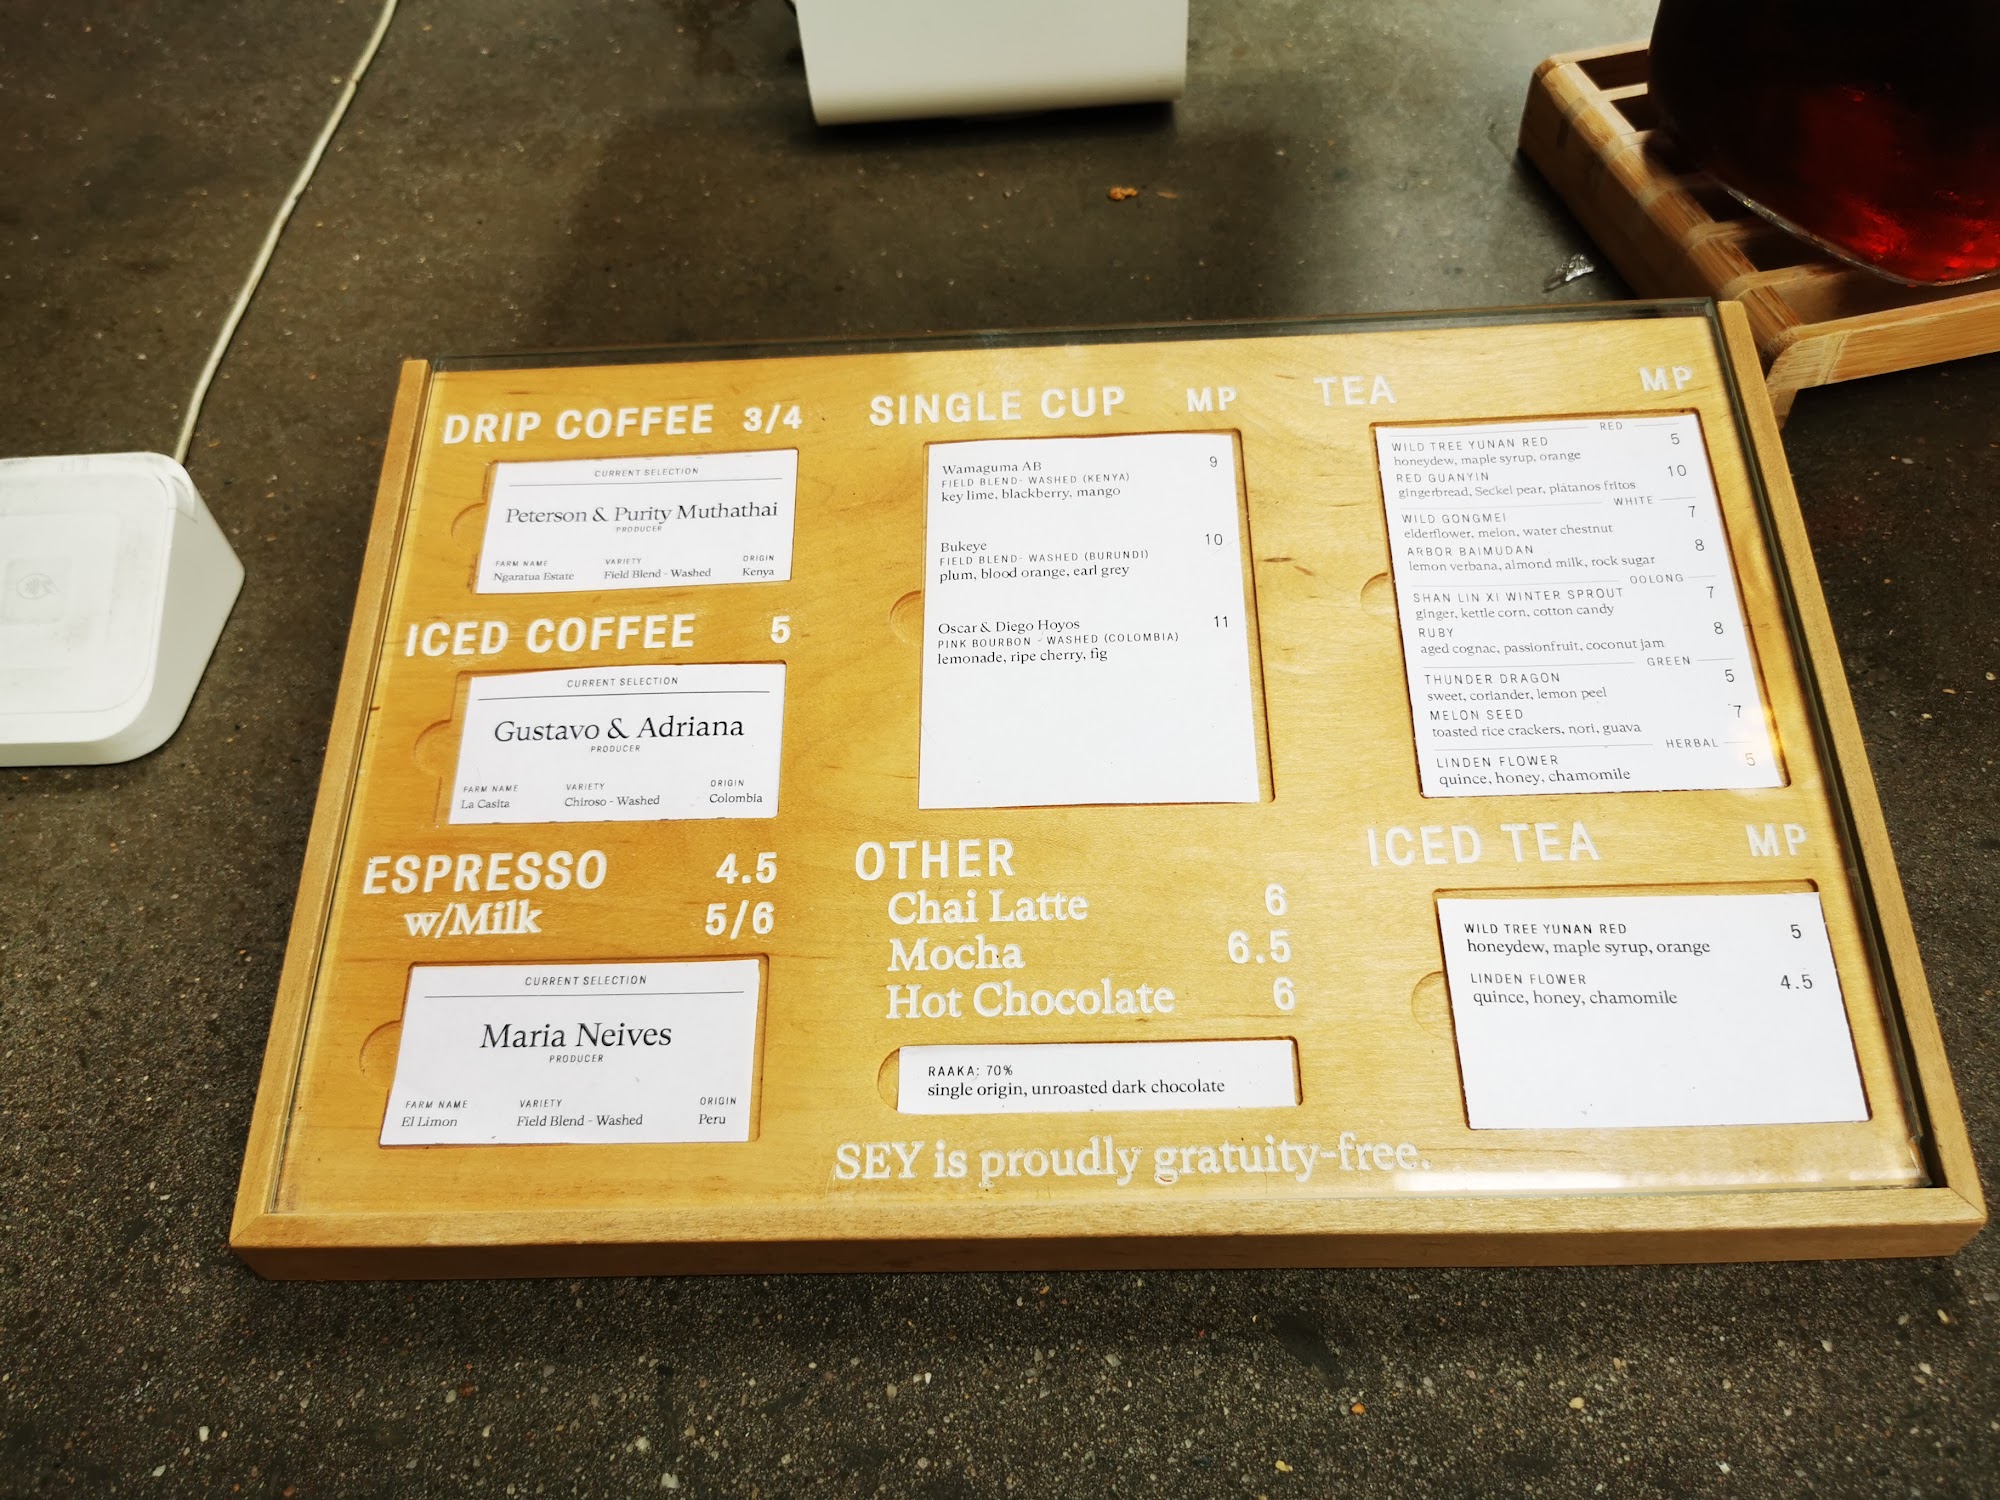 DRIP COFFEE 3/4
CURRENT SELECTION
Peterson & Purity Muthathai
PRODUCER
FARM NAME VARIETY ORIGIN
Ngaratua Estate Field Blend - Washed Kenya
ICED COFFEE 5
CURRENT SELECTION
Gustavo & Adriana
PRODUCER
FARM NAME VARIETY ORIGIN
La Casita Chiroso - Washed Colombia
ESPRESSO 4.5
w/Milk 5/6
CURRENT SELECTION
Maria Neives
PRODUCER
FARM NAME VARIETY ORIGIN
El Limon Field Blend - Washed Peru
SINGLE CUP MP
Wamaguma AB 9
FIELD BLEND- WASHED (KENYA)
key lime, blackberry, mango
Bukeye 10
FIELD BLEND- WASHED (BURUNDI)
plum, blood orange, earl grey
Oscar & Diego Hoyos 11
PINK BOURBON - WASHED (COLOMBIA)
lemonade, ripe cherry, fig
OTHER
Chai Latte 6
Mocha 6.5
Hot Chocolate 6
RAAKA: 70%
single origin, unroasted dark chocolate
SEY is proudly gratuity-free.
TEA MP
RED
WILD TREE YUNAN RED 5
honeydew, maple syrup, orange
RED GUANYIN 10
gingerbread, Seckel pear, plátanos fritos
WHITE
WILD GONGMEI 7
elderflower, melon, water chestnut
ARBOR BAIMUDAN 8
lemon verbana, almond milk, rock sugar
OOLONG
SHAN LIN XI WINTER SPROUT 7
ginger, kettle corn, cotton candy
RUBY 8
aged cognac, passionfruit, coconut jam
GREEN
THUNDER DRAGON 5
sweet, coriander, lemon peel
MELON SEED 7
toasted rice crackers, nori, guava
HERBAL
LINDEN FLOWER 5
quince, honey, chamomile
ICED TEA MP
WILD TREE YUNAN RED 5
honeydew, maple syrup, orange
LINDEN FLOWER 4.5
quince, honey, chamomile